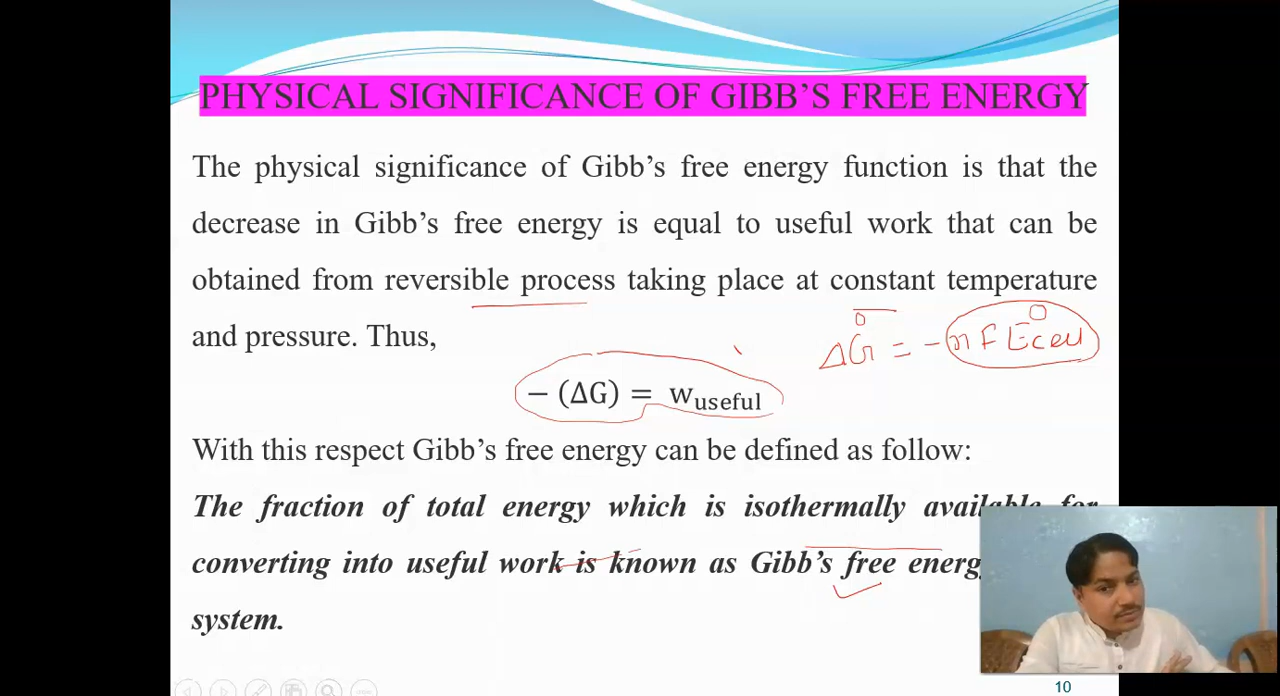 PHYSICAL SIGNIFICANCE OF GIBB'S FREE ENERGY
The physical significance of Gibb's free energy function is that the
decrease in Gibb's free energy is equal to useful work that can be
obtained from reversible process taking place at constant temperature
and pressure. Thus,
ΔG° = - nFE°cell
− (ΔG) = w_useful
With this respect Gibb's free energy can be defined as follow:
The fraction of total energy which is isothermally available for
converting into useful work is known as Gibb's free
system.
10